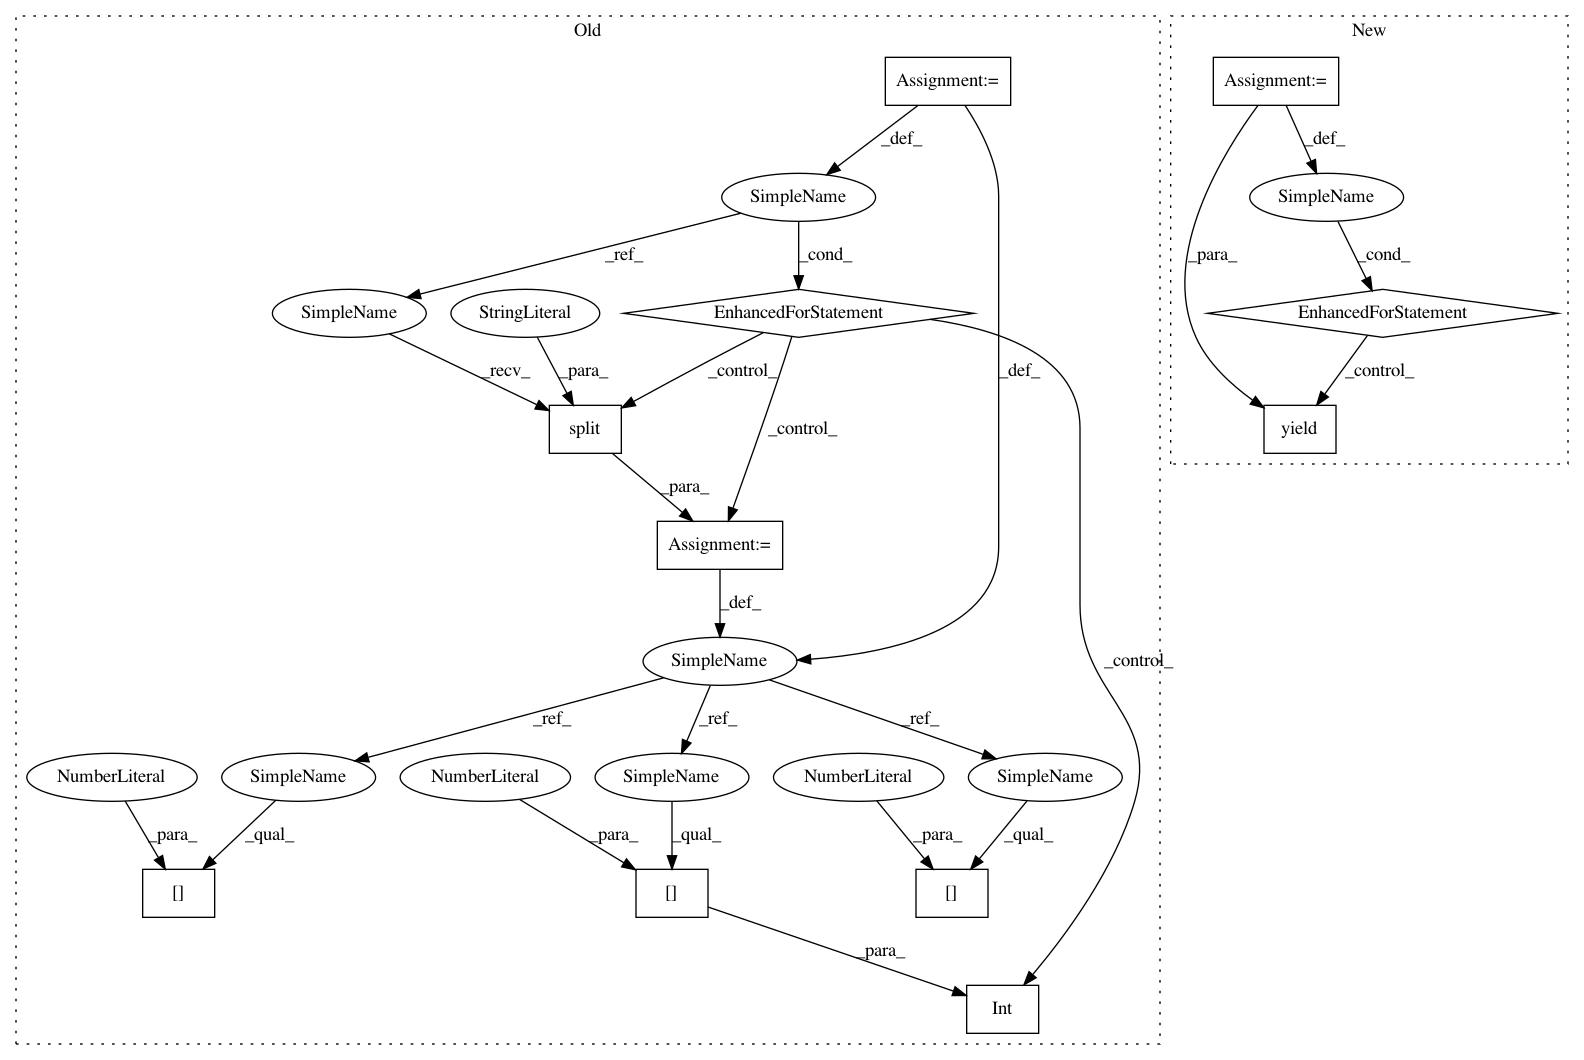 Old
New
Assignment:=
Assignment:=
_def_
_def_
SimpleName
SimpleName
_ref_
_cond_
_para_
_cond_
SimpleName
StringLiteral
EnhancedForStatement
EnhancedForStatement
_recv_
_para_
_control_
_def_
_control_
split
_control_
yield
_para_
Assignment:=
_def_
SimpleName
_control_
_ref_
_ref_
_ref_
NumberLiteral
SimpleName
NumberLiteral
SimpleName
NumberLiteral
SimpleName
_para_
_qual_
_para_
_qual_
_para_
_qual_
[]
[]
[]
_para_
Int